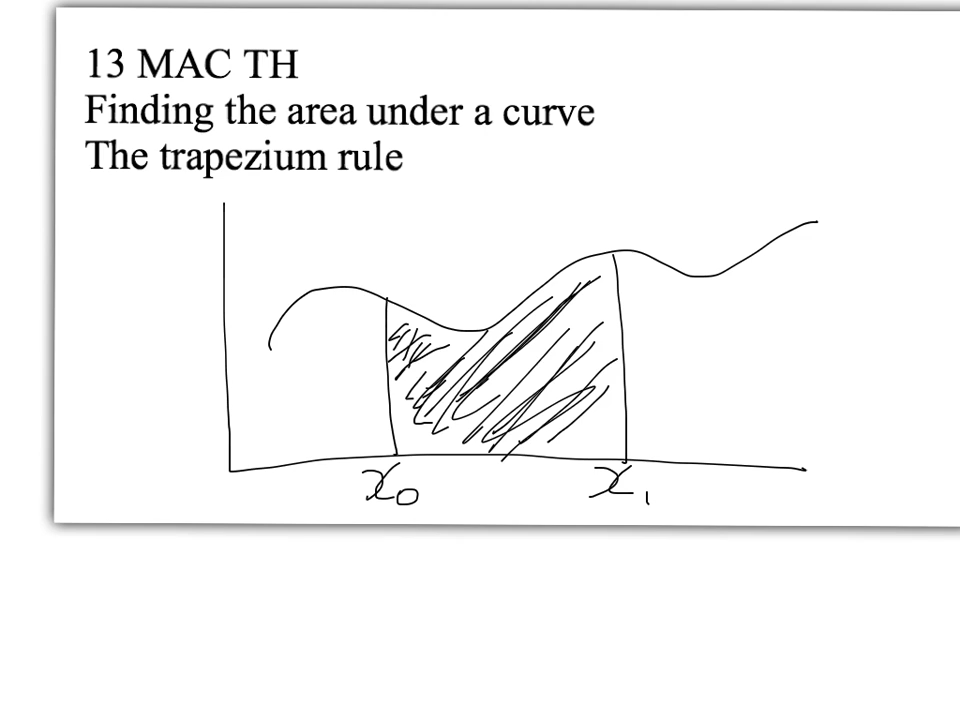 13 MAC TH
Finding the area under a curve
The trapezium rule
x₀ x₁